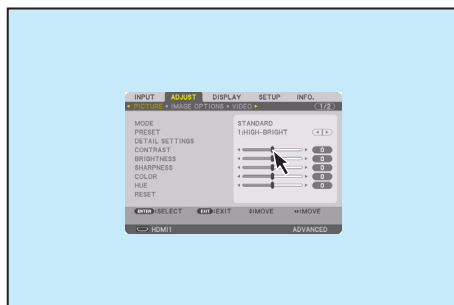 INPUT ADJUST DISPLAY SETUP INFO.
PICTURE • IMAGE OPTIONS • VIDEO 1/2
MODE STANDARD
PRESET 1:HIGH-BRIGHT
DETAIL SETTINGS
CONTRAST 0
BRIGHTNESS 0
SHARPNESS 0
COLOR 0
HUE 0
RESET
ENTER:SELECT EXIT:EXIT ↕:MOVE ↔:MOVE
HDMI1 ADVANCED